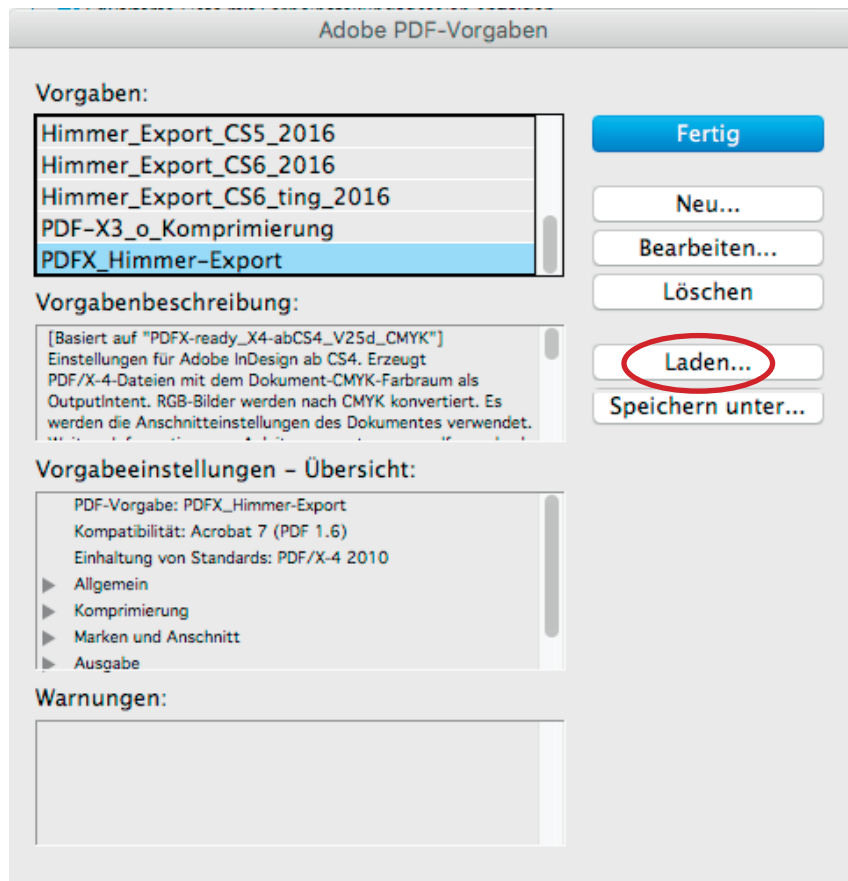 Adobe PDF-Vorgaben
Vorgaben:
Himmer_Export_CS5_2016
Himmer_Export_CS6_2016
Himmer_Export_CS6_ting_2016
PDF-X3_o_Komprimierung
PDFX_Himmer-Export
Fertig
Neu...
Bearbeiten...
Löschen
Laden...
Speichern unter...
Vorgabenbeschreibung:
[Basiert auf "PDFX-ready_X4-abCS4_V25d_CMYK"]
Einstellungen für Adobe InDesign ab CS4. Erzeugt
PDF/X-4-Dateien mit dem Dokument-CMYK-Farbraum als
OutputIntent. RGB-Bilder werden nach CMYK konvertiert. Es
werden die Anschnitteinstellungen des Dokumentes verwendet.
Vorgabeeinstellungen – Übersicht:
PDF-Vorgabe: PDFX_Himmer-Export
Kompatibilität: Acrobat 7 (PDF 1.6)
Einhaltung von Standards: PDF/X-4 2010
Allgemein
Komprimierung
Marken und Anschnitt
Ausgabe
Warnungen: